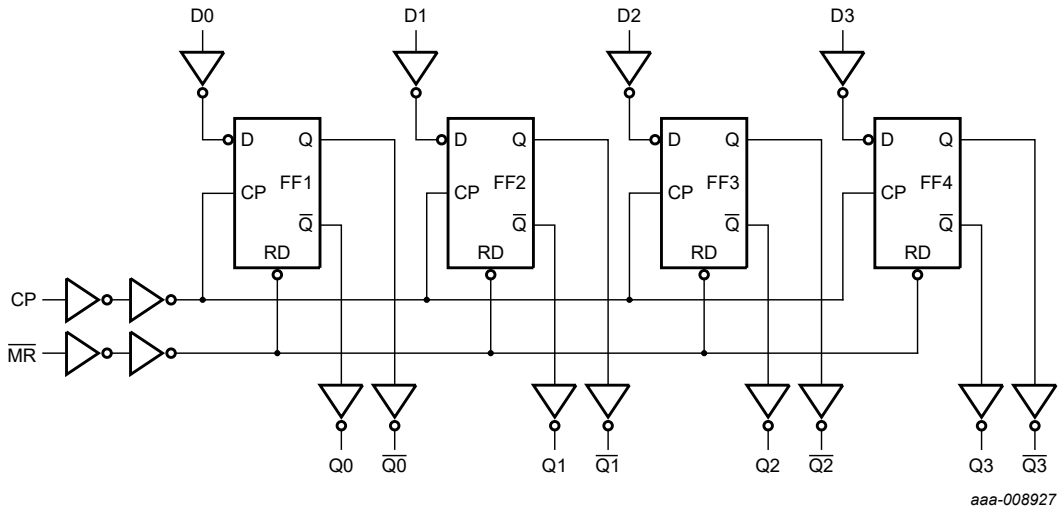 D0 D1 D2 D3
D Q D Q D Q D Q
FF1 FF2 FF3 FF4
CP CP CP CP
Q̅ Q̅ Q̅ Q̅
RD RD RD RD
CP
M̅R̅
Q0 Q̅0̅ Q1 Q̅1̅ Q2 Q̅2̅ Q3 Q̅3̅
aaa-008927